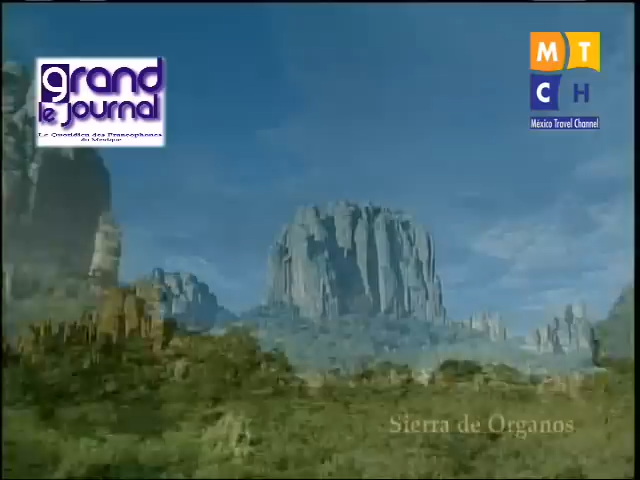 grand
le journal
Le Quotidien des Francophones
du Mexique
M T
C H
México Travel Channel
Sierra de Organos